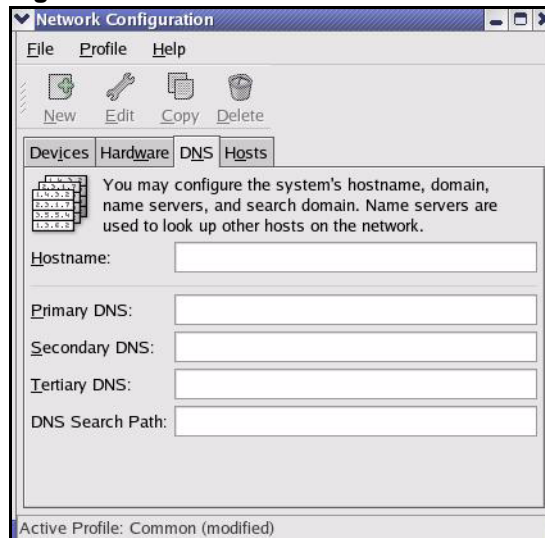 Network Configuration
File Profile Help
New Edit Copy Delete
Devices Hardware DNS Hosts
You may configure the system's hostname, domain,
name servers, and search domain. Name servers are
used to look up other hosts on the network.
Hostname:
Primary DNS:
Secondary DNS:
Tertiary DNS:
DNS Search Path:
Active Profile: Common (modified)